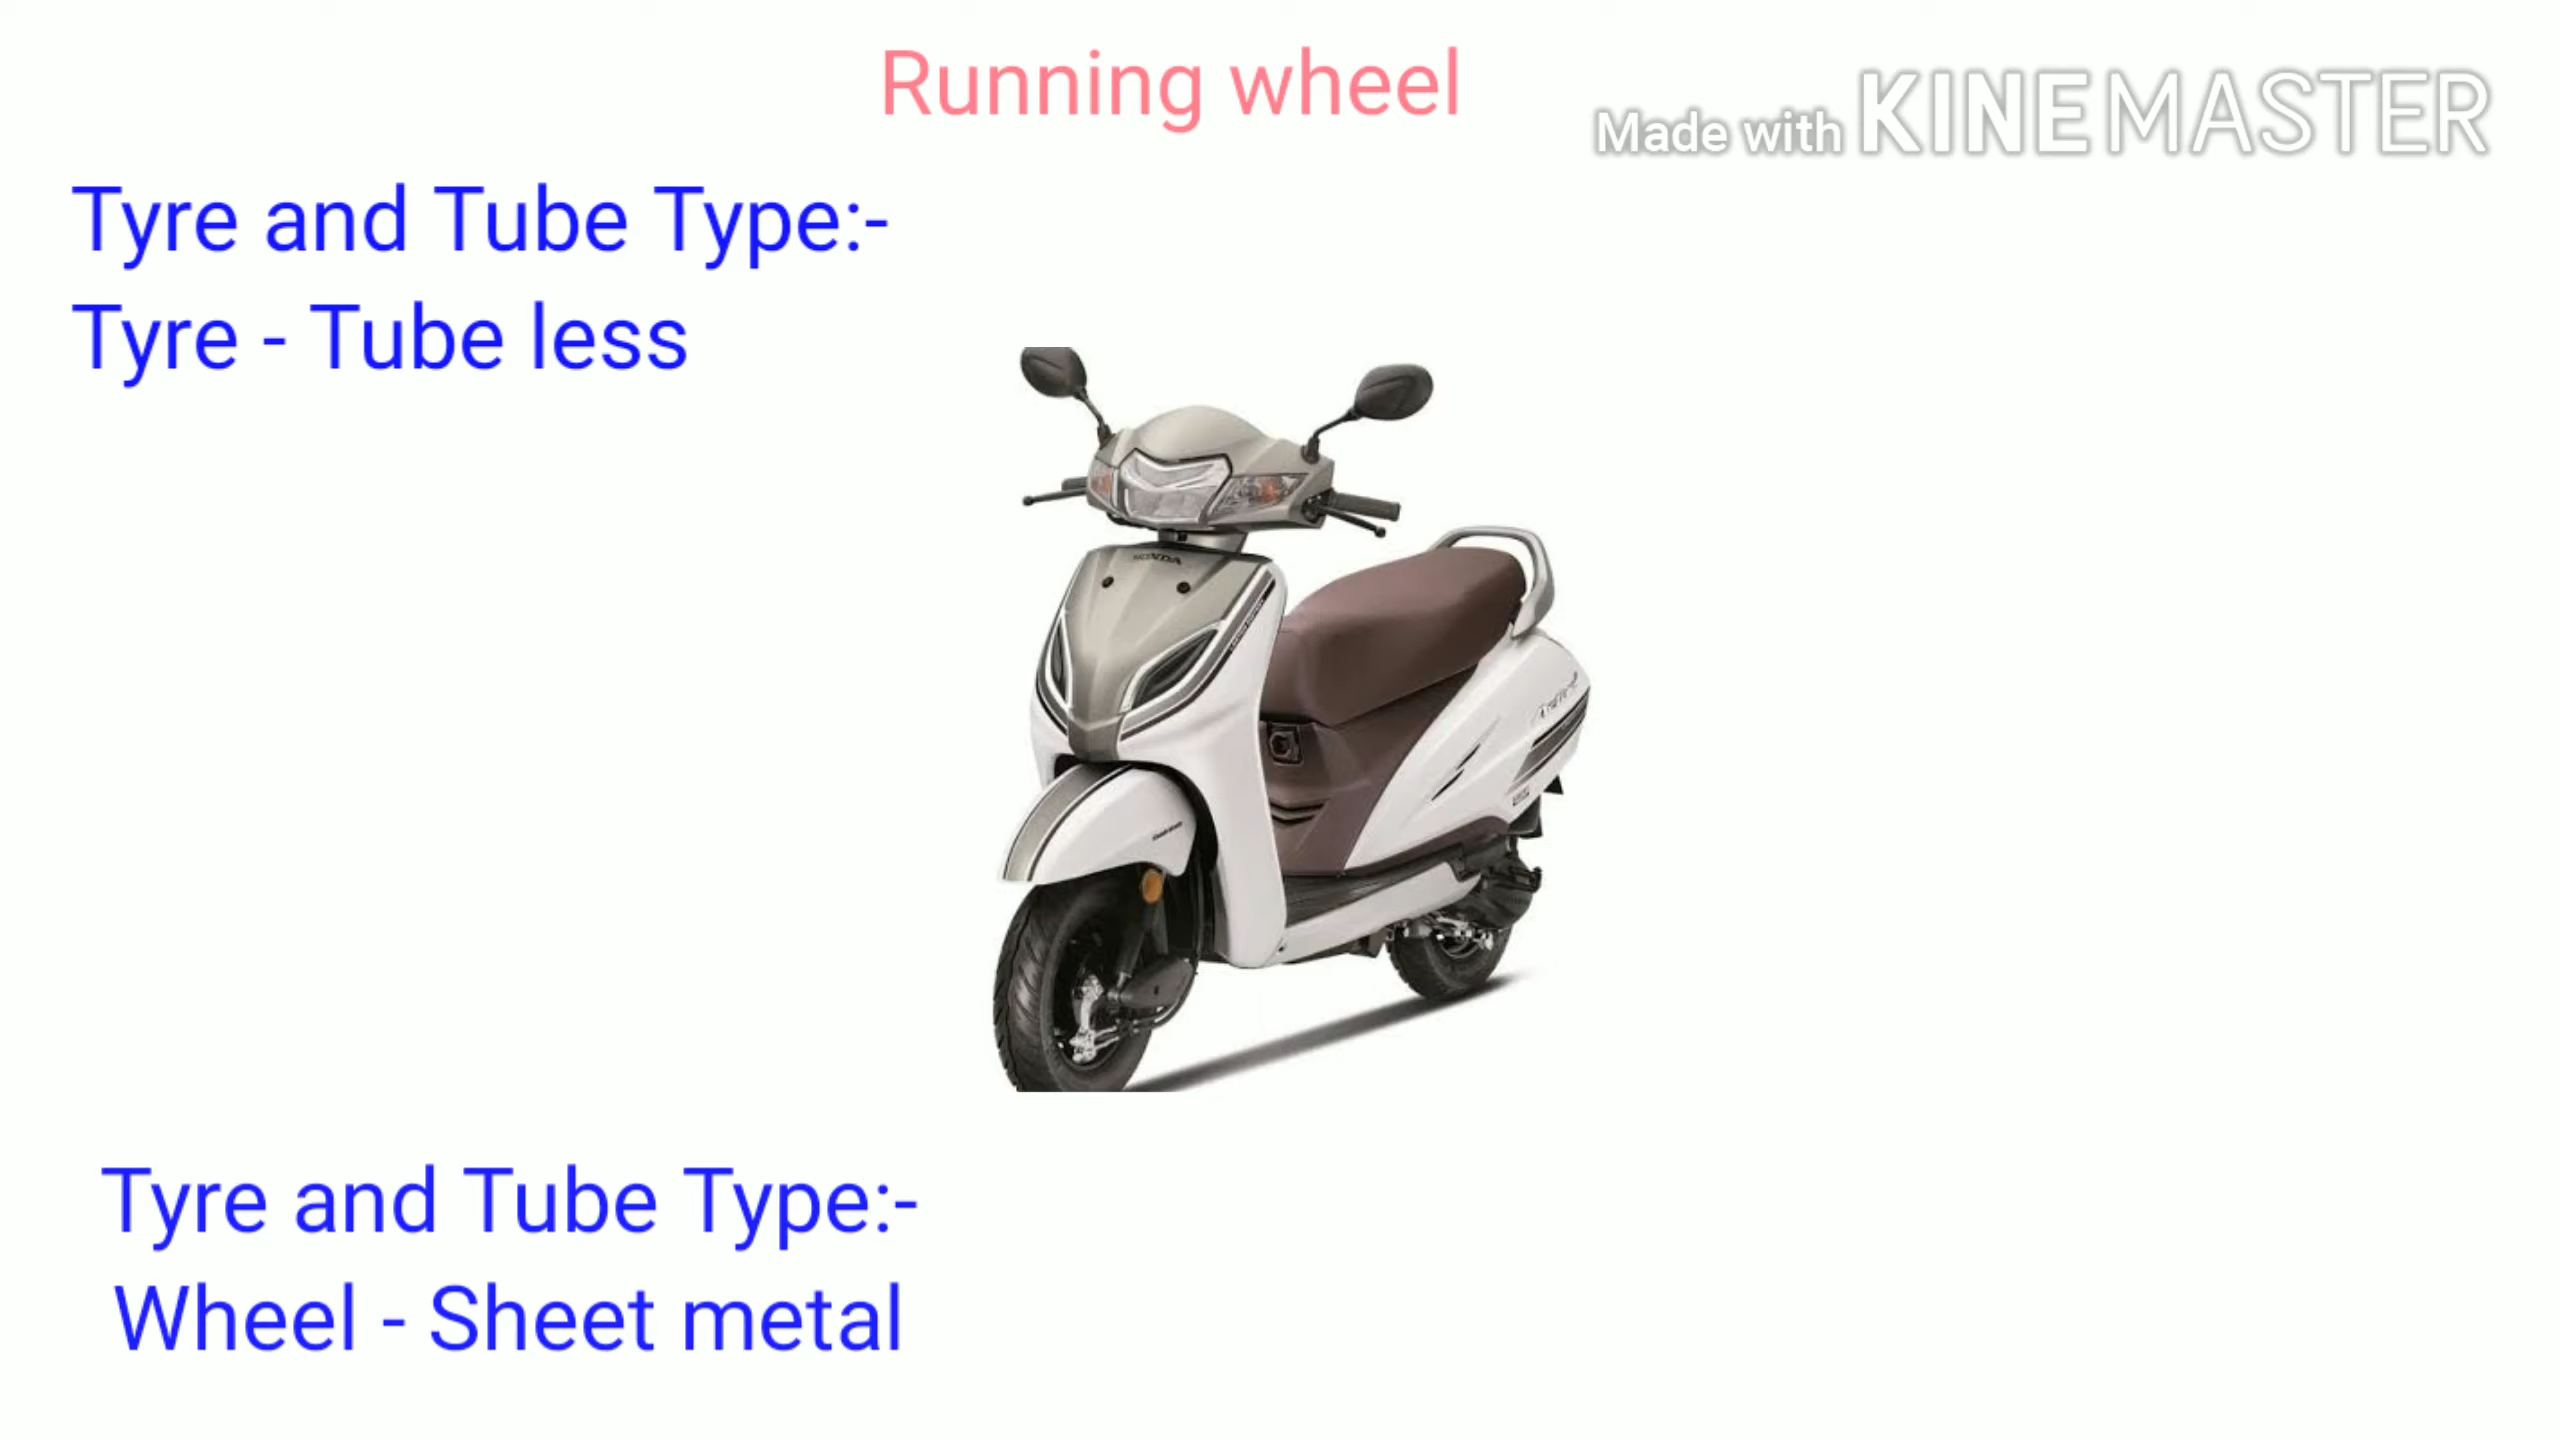 Running wheel
Made with KINEMASTER
Tyre and Tube Type:-
Tyre - Tube less
HONDA
Tyre and Tube Type:-
Wheel - Sheet metal